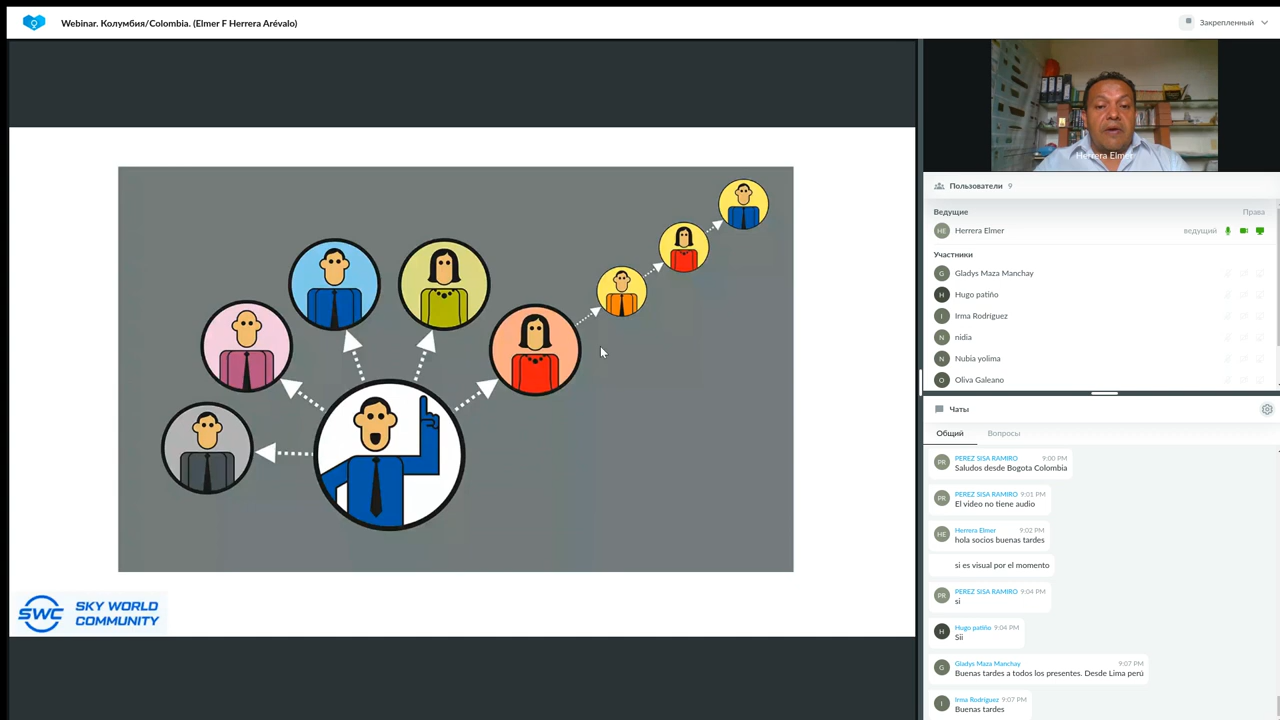 Webinar. Колумбия/Colombia. (Elmer F Herrera Arévalo)
Закрепленный
Herrera Elmer
Пользователи 9
Ведущие Права
HE Herrera Elmer ведущий
Участники
G Gladys Maza Manchay
H Hugo patiño
I Irma Rodriguez
N nidia
N Nubia yolima
O Oliva Galeano
Чаты
Общий Вопросы
PR PEREZ SISA RAMIRO 9:00 PM
Saludos desde Bogota Colombia
PR PEREZ SISA RAMIRO 9:01 PM
El video no tiene audio
HE Herrera Elmer 9:02 PM
hola socios buenas tardes
si es visual por el momento
PR PEREZ SISA RAMIRO 9:04 PM
si
H Hugo patiño 9:04 PM
Sii
G Gladys Maza Manchay 9:07 PM
Buenas tardes a todos los presentes. Desde Lima perú
I Irma Rodriguez 9:07 PM
Buenas tardes
SWC SKY WORLD
COMMUNITY